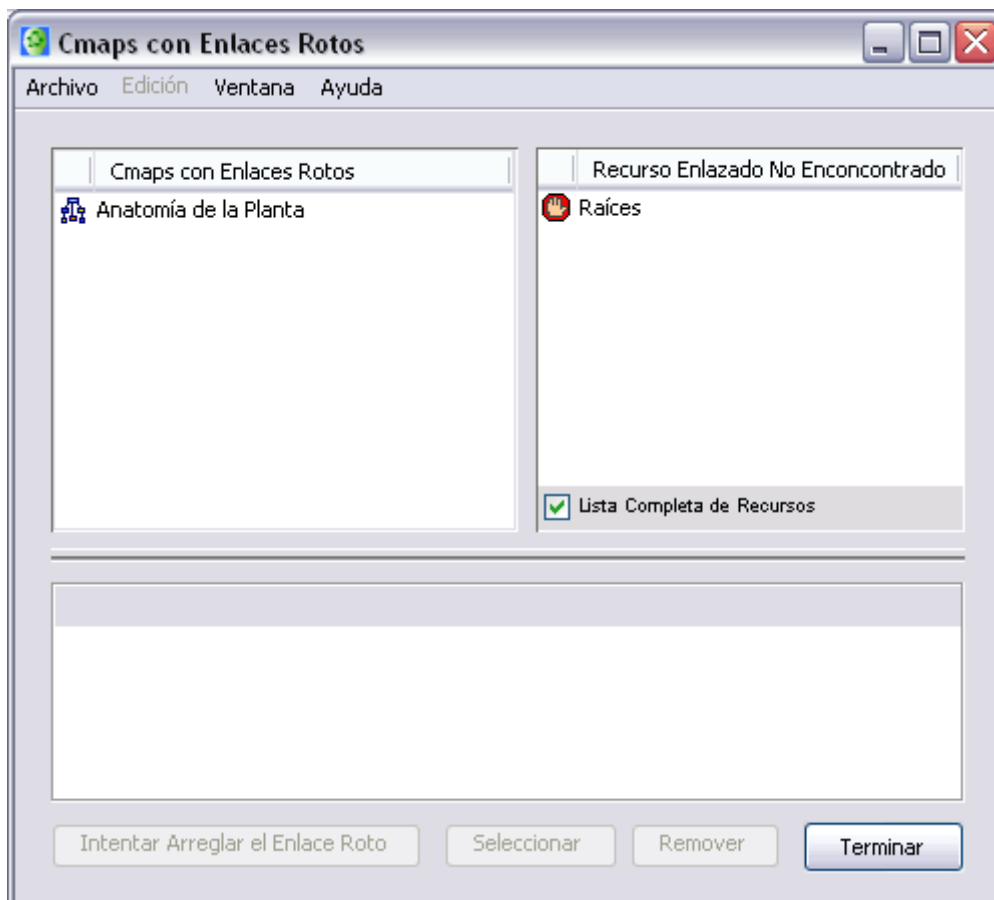 Cmaps con Enlaces Rotos
Archivo Edición Ventana Ayuda
Cmaps con Enlaces Rotos
Anatomía de la Planta
Recurso Enlazado No Enconcontrado
Raíces
Lista Completa de Recursos
Intentar Arreglar el Enlace Roto Seleccionar Remover Terminar